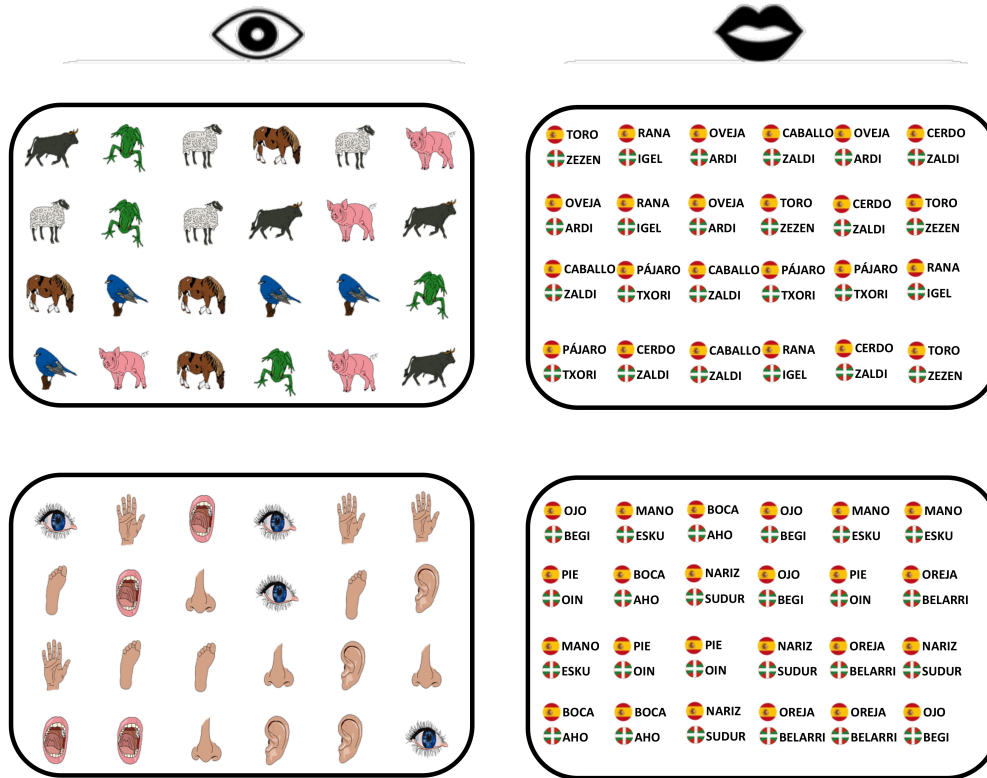 TORO RANA OVEJA CABALLO OVEJA CERDO
ZEZEN IGEL ARDI ZALDI ARDI ZALDI
OVEJA RANA OVEJA TORO CERDO TORO
ARDI IGEL ARDI ZEZEN ZALDI ZEZEN
CABALLO PÁJARO CABALLO PÁJARO PÁJARO RANA
ZALDI TXORI ZALDI TXORI TXORI IGEL
PÁJARO CERDO CABALLO RANA CERDO TORO
TXORI ZALDI ZALDI IGEL ZALDI ZEZEN
OJO MANO BOCA OJO MANO MANO
BEGI ESKU AHO BEGI ESKU ESKU
PIE BOCA NARIZ OJO PIE OREJA
OIN AHO SUDUR BEGI OIN BELARRI
MANO PIE PIE NARIZ OREJA NARIZ
ESKU OIN OIN SUDUR BELARRI SUDUR
BOCA BOCA NARIZ OREJA OREJA OJO
AHO AHO SUDUR BELARRI BELARRI BEGI